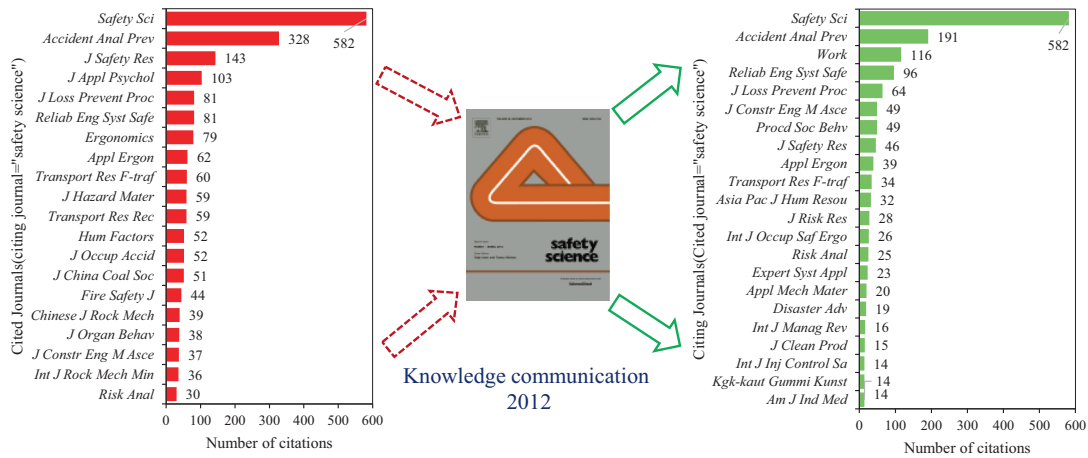 Cited Journals(citing journal="safety science")
Safety Sci
582
Accident Anal Prev 328
J Safety Res 143
J Appl Psychol 103
J Loss Prevent Proc 81
Reliab Eng Syst Safe 81
Ergonomics 79
Appl Ergon 62
Transport Res F-traf 60
J Hazard Mater 59
Transport Res Rec 59
Hum Factors 52
J Occup Accid 52
J China Coal Soc 51
Fire Safety J 44
Chinese J Rock Mech 39
J Organ Behav 38
J Constr Eng M Asce 37
Int J Rock Mech Min 36
Risk Anal 30
0 100 200 300 400 500 600
Number of citations
safety
science
Knowledge communication
2012
Citing Journals(Cited journal="safety science")
Safety Sci
582
Accident Anal Prev 191
Work 116
Reliab Eng Syst Safe 96
J Loss Prevent Proc 64
J Constr Eng M Asce 49
Procd Soc Behv 49
J Safety Res 46
Appl Ergon 39
Transport Res F-traf 34
Asia Pac J Hum Resou 32
J Risk Res 28
Int J Occup Saf Ergo 26
Risk Anal 25
Expert Syst Appl 23
Appl Mech Mater 20
Disaster Adv 19
Int J Manag Rev 16
J Clean Prod 15
Int J Inj Control Sa 14
Kgk-kaut Gummi Kunst 14
Am J Ind Med 14
0 100 200 300 400 500 600
Number of citations